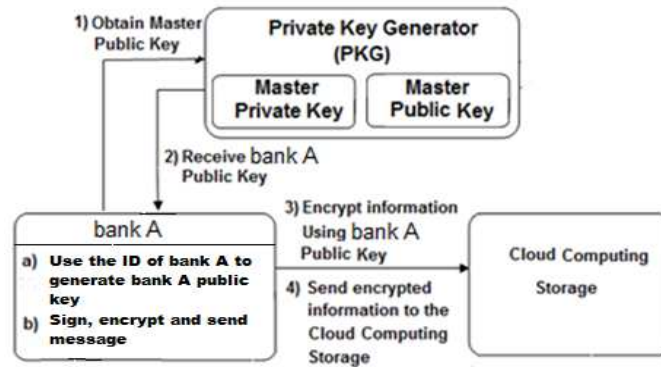 1) Obtain Master
Public Key
Private Key Generator
(PKG)
Master
Private Key
Master
Public Key
2) Receive bank A
Public Key
bank A
a) Use the ID of bank A to
generate bank A public
key
b) Sign, encrypt and send
message
3) Encrypt information
Using bank A
Public Key
4) Send encrypted
information to the
Cloud Computing
Storage
Cloud Computing
Storage